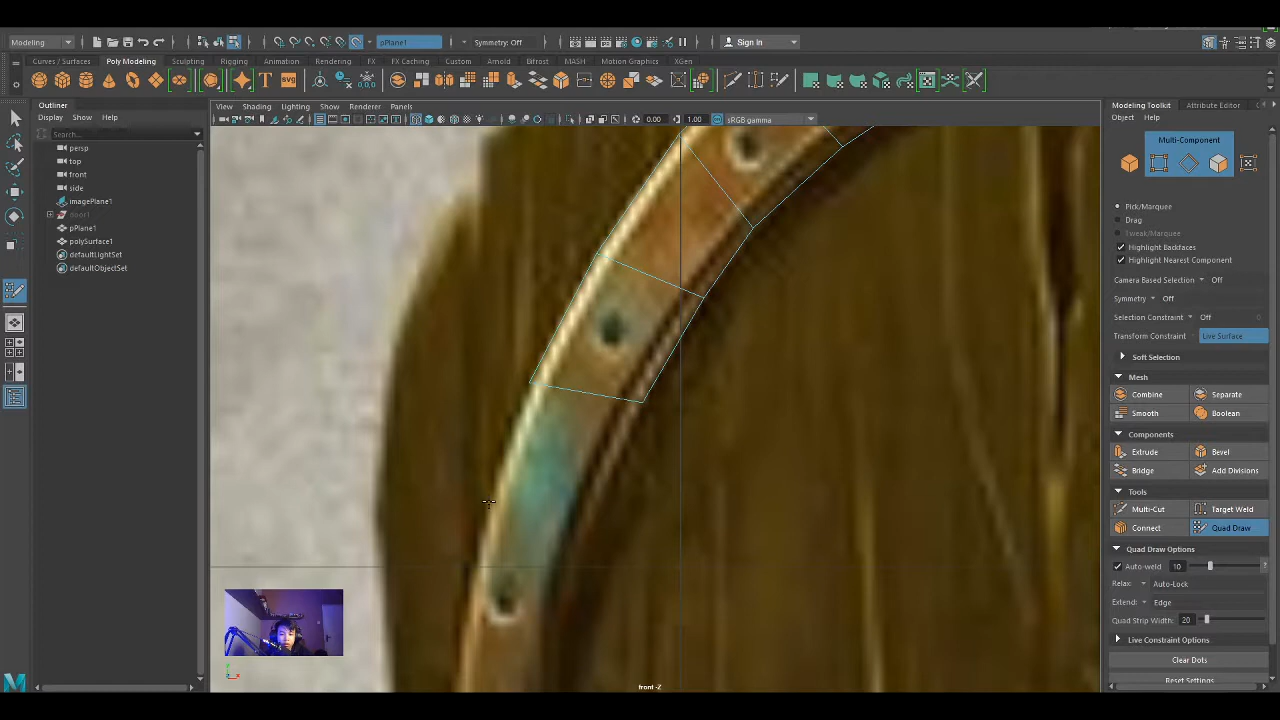 Modeling
pPlane1
Symmetry: Off
Sign In
Curves / Surfaces Poly Modeling Sculpting Rigging Animation Rendering FX FX Caching Custom Arnold Bifrost MASH Motion Graphics XGen
Outliner
Display Show Help
Search...
persp
top
front
side
imagePlane1
door1
pPlane1
polySurface1
defaultLightSet
defaultObjectSet
View Shading Lighting Show Renderer Panels
0.00 1.00 sRGB gamma
front -Z
Modeling Toolkit Attribute Editor
Object Help
Multi-Component
Pick/Marquee
Drag
Tweak/Marquee
Highlight Backfaces
Highlight Nearest Component
Camera Based Selection Off
Symmetry Off
Selection Constraint Off 0
Transform Constraint Live Surface
Soft Selection
Mesh
Combine Separate
Smooth Boolean
Components
Extrude Bevel
Bridge Add Divisions
Tools
Multi-Cut Target Weld
Connect Quad Draw
Quad Draw Options
Auto-weld 10 ?
Relax: Auto-Lock
Extend: Edge
Quad Strip Width: 20
Live Constraint Options
Clear Dots
Reset Settings